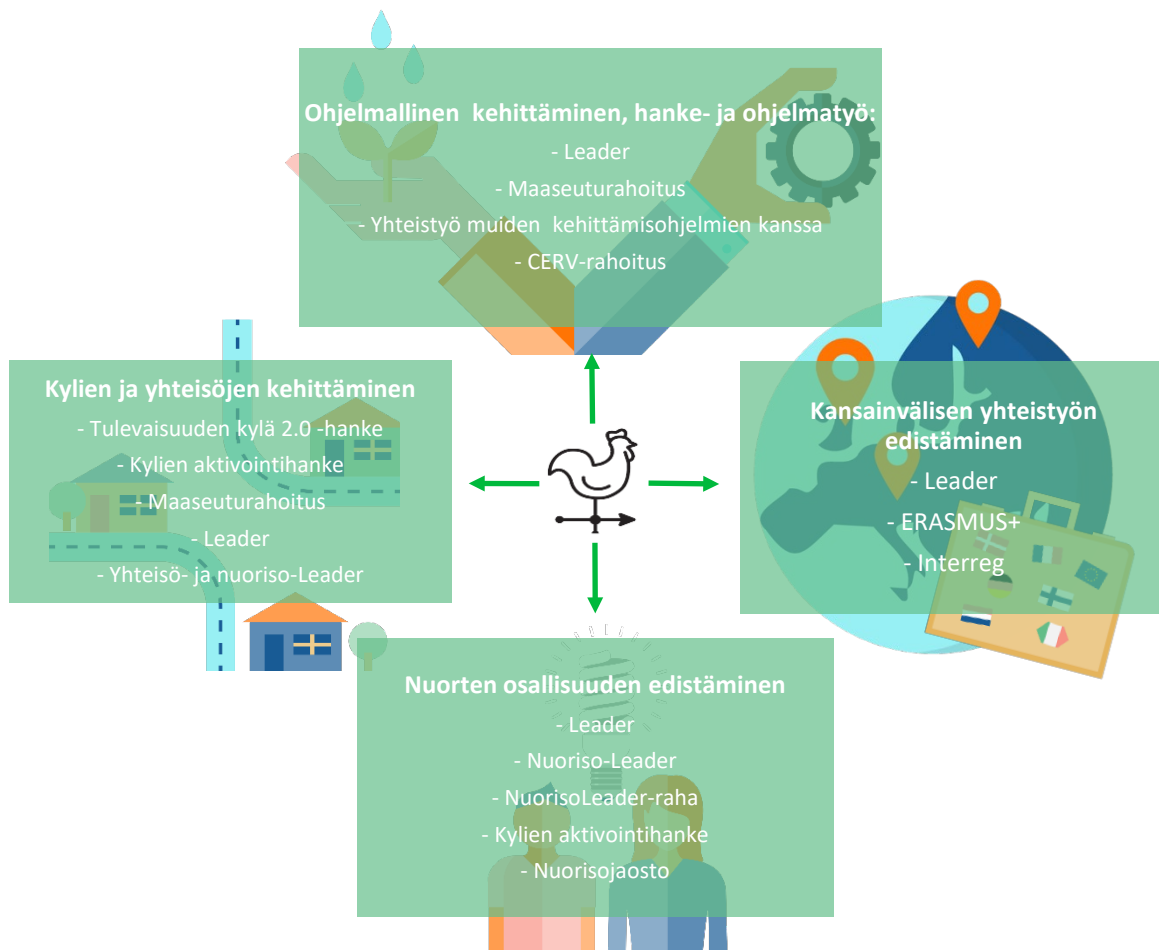 Ohjelmallinen kehittäminen, hanke- ja ohjelmatyö:
- Leader
- Maaseuturahoitus
- Yhteistyö muiden kehittämisohjelmien kanssa
- CERV-rahoitus
Kylien ja yhteisöjen kehittäminen
- Tulevaisuuden kylä 2.0 -hanke
- Kylien aktivointihanke
- Maaseuturahoitus
- Leader
- Yhteisö- ja nuoriso-Leader
Kansainvälisen yhteistyön
edistäminen
- Leader
- ERASMUS+
- Interreg
Nuorten osallisuuden edistäminen
- Leader
- Nuoriso-Leader
- NuorisoLeader-raha
- Kylien aktivointihanke
- Nuorisojaosto